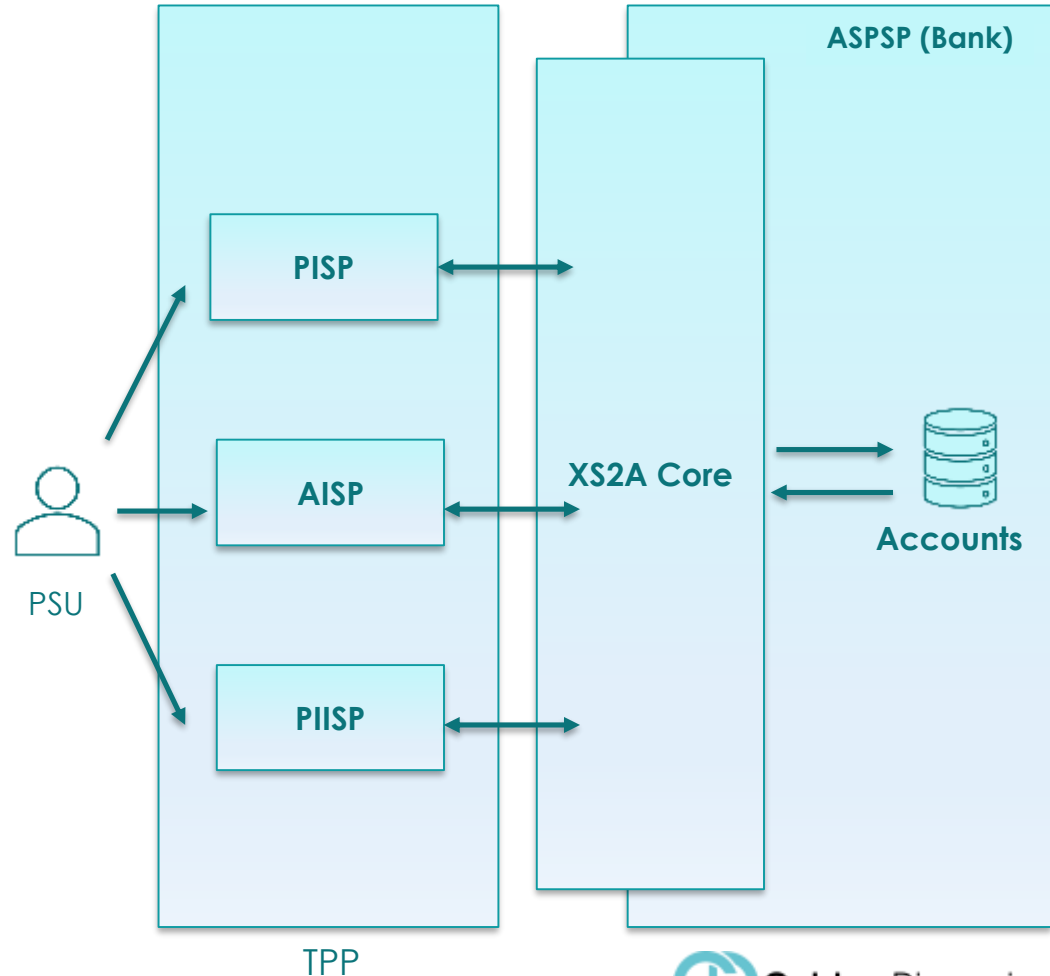 ASPSP (Bank)
PISP
AISP
XS2A Core
Accounts
PSU
PIISP
TPP